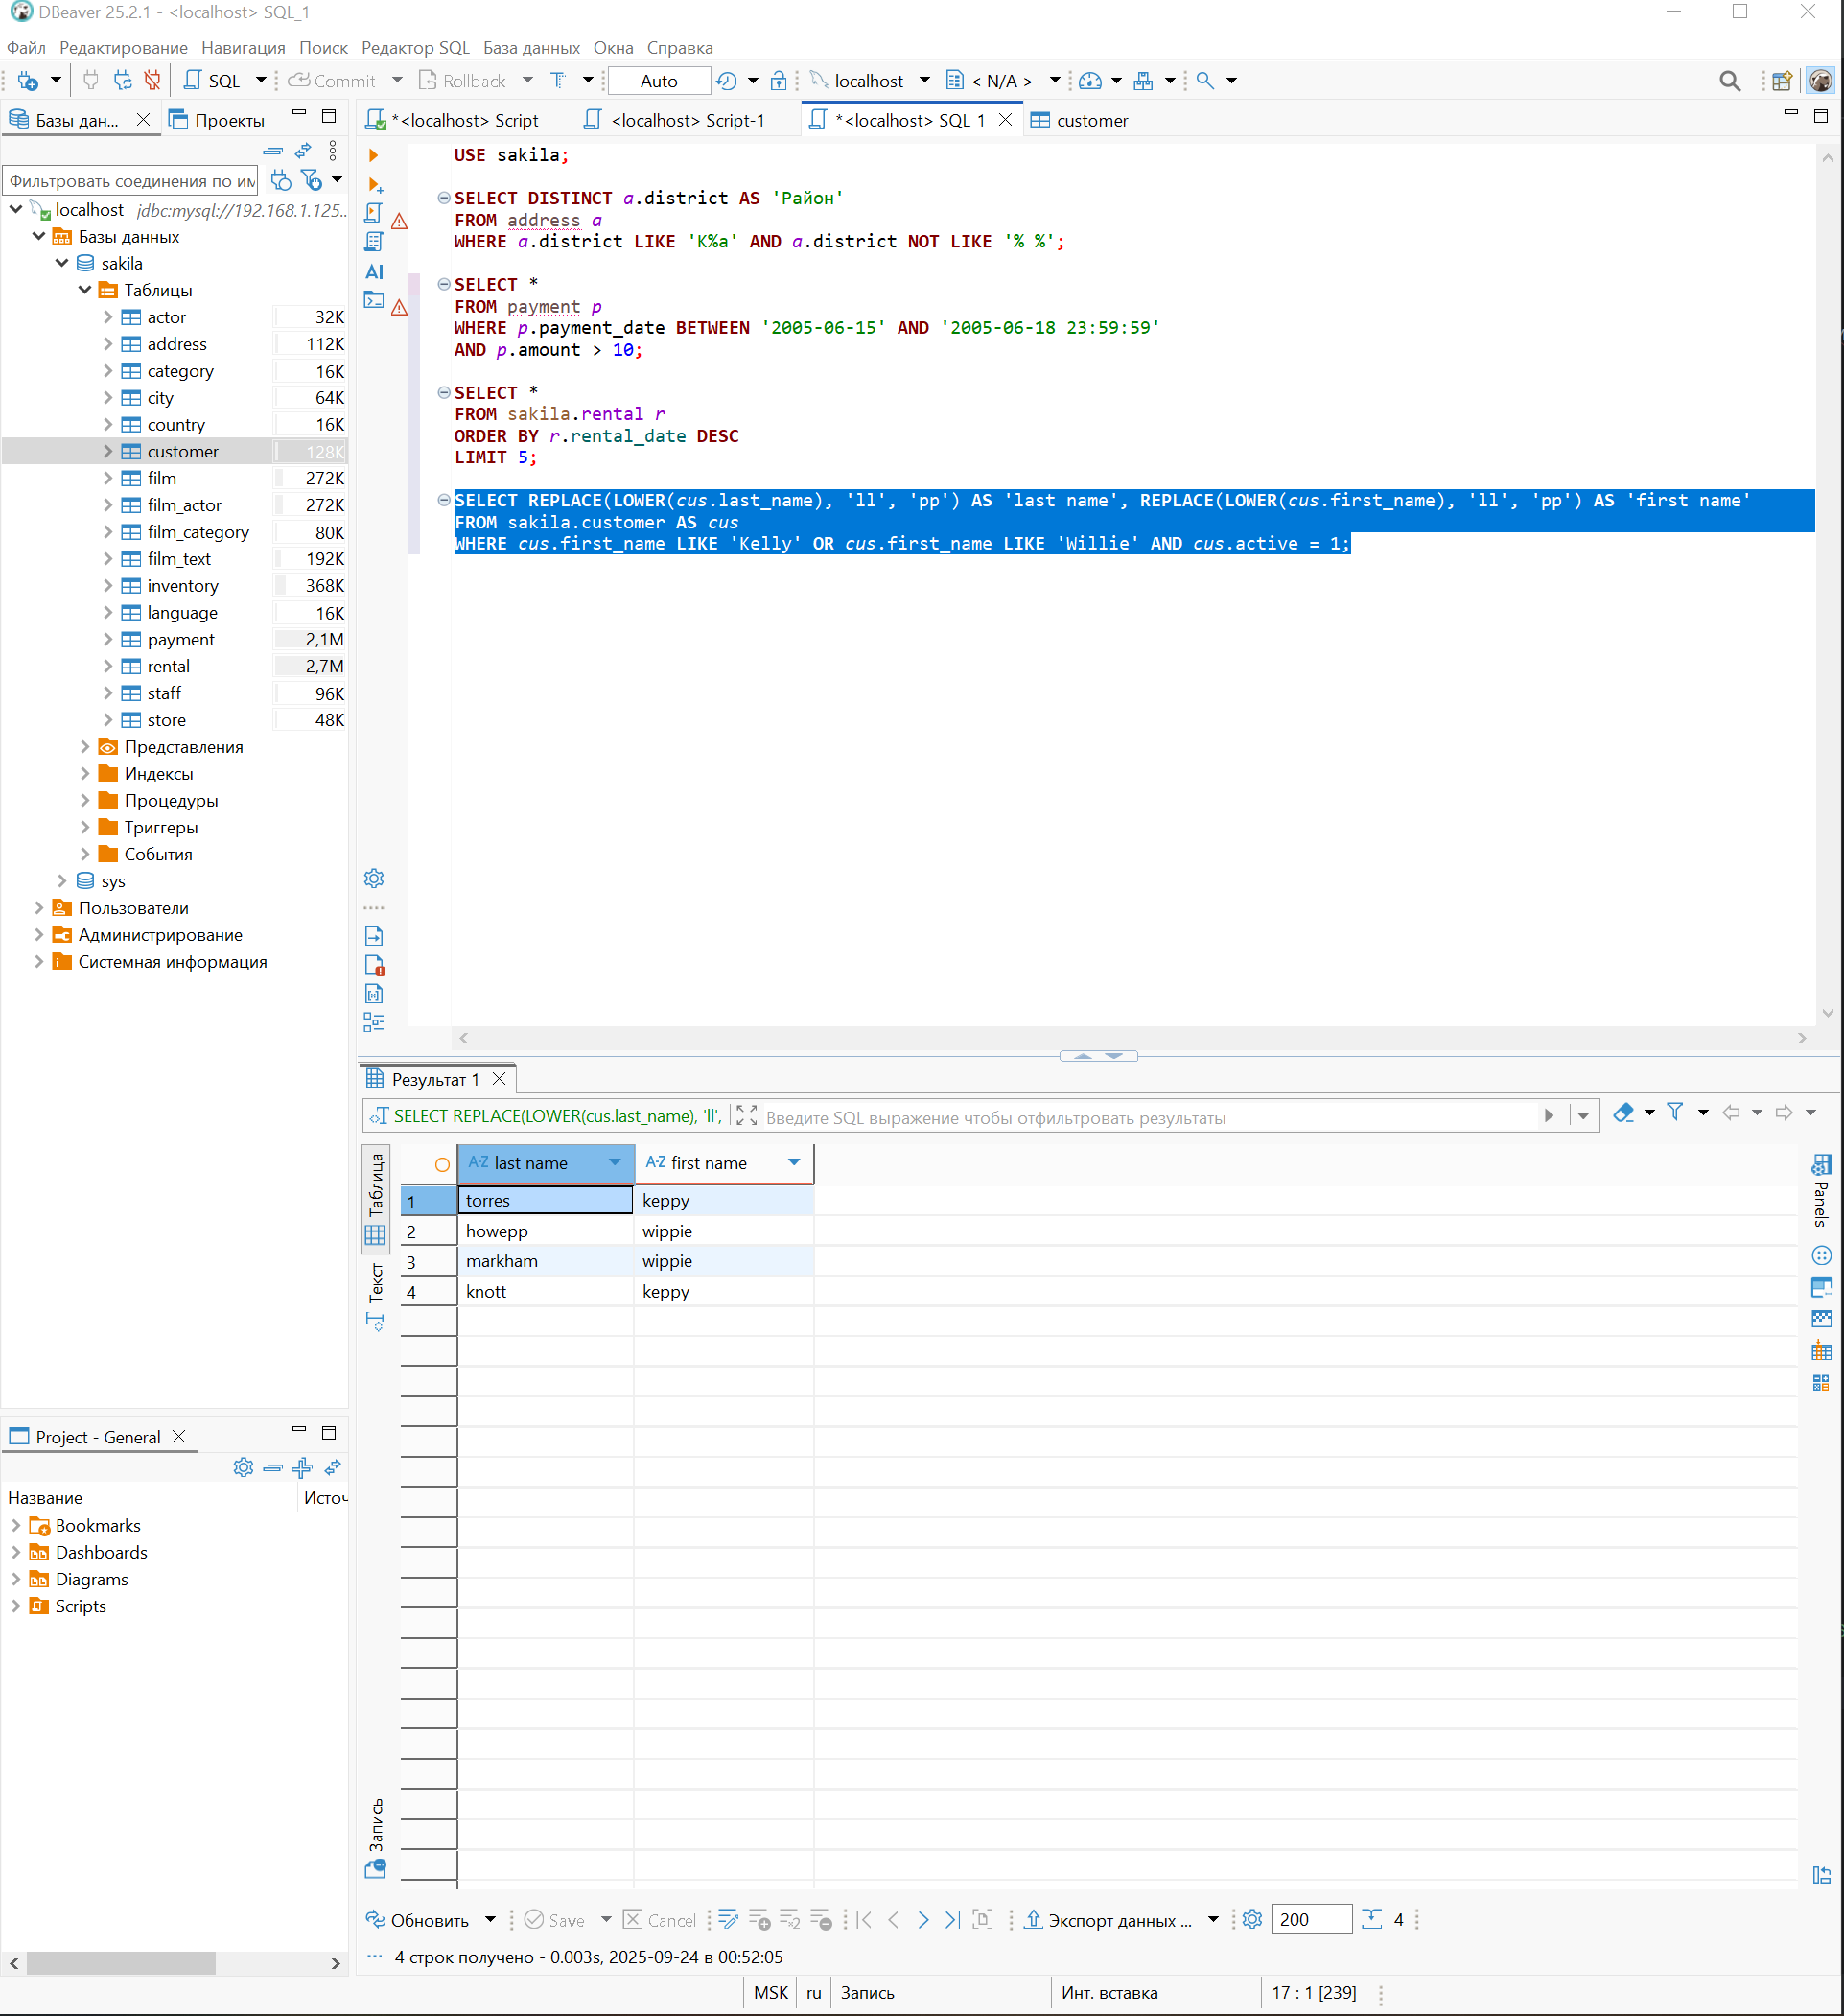 DBeaver 25.2.1 - <localhost> SQL_1
Файл Редактирование Навигация Поиск Редактор SQL База данных Окна Справка
SQL Commit Rollback T Auto localhost < N/A >
Базы дан... Проекты
*<localhost> Script <localhost> Script-1 *<localhost> SQL_1 customer
Фильтровать соединения по им
localhost jdbc:mysql://192.168.1.125...
Базы данных
sakila
Таблицы
actor 32K
address 112K
category 16K
city 64K
country 16K
customer 128K
film 272K
film_actor 272K
film_category 80K
film_text 192K
inventory 368K
language 16K
payment 2,1M
rental 2,7M
staff 96K
store 48K
Представления
Индексы
Процедуры
Триггеры
События
sys
Пользователи
Администрирование
Системная информация
AI
USE sakila;
SELECT DISTINCT a.district AS 'Район'
FROM address a
WHERE a.district LIKE 'K%a' AND a.district NOT LIKE '% %';
SELECT *
FROM payment p
WHERE p.payment_date BETWEEN '2005-06-15' AND '2005-06-18 23:59:59'
AND p.amount > 10;
SELECT *
FROM sakila.rental r
ORDER BY r.rental_date DESC
LIMIT 5;
SELECT REPLACE(LOWER(cus.last_name), 'll', 'pp') AS 'last name', REPLACE(LOWER(cus.first_name), 'll', 'pp') AS 'first name'
FROM sakila.customer AS cus
WHERE cus.first_name LIKE 'Kelly' OR cus.first_name LIKE 'Willie' AND cus.active = 1;
Результат 1
SELECT REPLACE(LOWER(cus.last_name), 'll', Введите SQL выражение чтобы отфильтровать результаты
Таблица
Текст
Запись
Panels
A-Z last name A-Z first name
1 torres keppy
2 howepp wippie
3 markham wippie
4 knott keppy
Project - General
Название Источ
Bookmarks
Dashboards
Diagrams
Scripts
Обновить Save Cancel Экспорт данных ... 200 4
4 строк получено - 0.003s, 2025-09-24 в 00:52:05
MSK ru Запись Инт. вставка 17 : 1 [239]